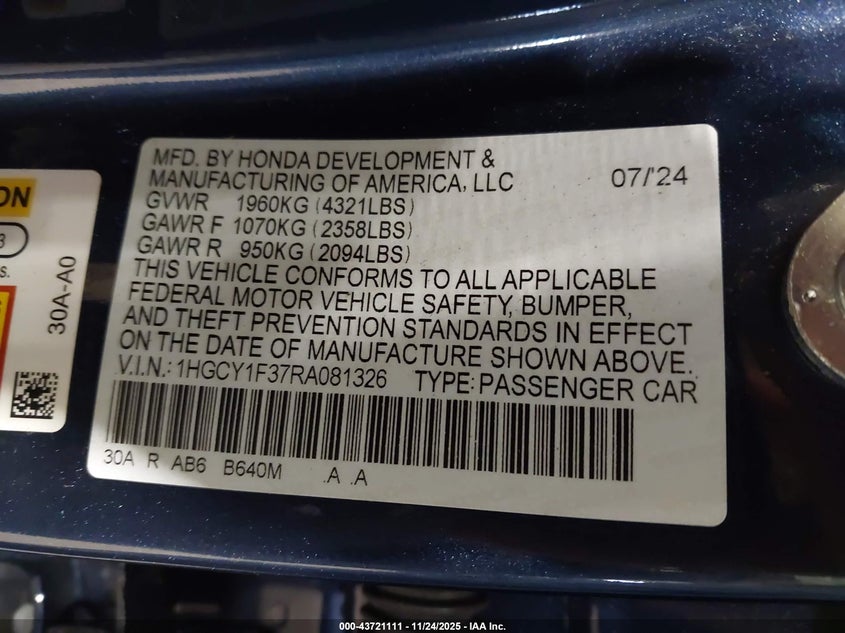 ON
3
s.
30A-A0
MFD. BY HONDA DEVELOPMENT &
MANUFACTURING OF AMERICA, LLC 07/'24
GVWR 1960KG (4321LBS)
GAWR F 1070KG (2358LBS)
GAWR R 950KG (2094LBS)
THIS VEHICLE CONFORMS TO ALL APPLICABLE
FEDERAL MOTOR VEHICLE SAFETY, BUMPER,
AND THEFT PREVENTION STANDARDS IN EFFECT
ON THE DATE OF MANUFACTURE SHOWN ABOVE.
V.I.N.: 1HGCY1F37RA081326 TYPE: PASSENGER CAR
30A R AB6 B640M .A .A
000-43721111 - 11/24/2025 - IAA Inc.